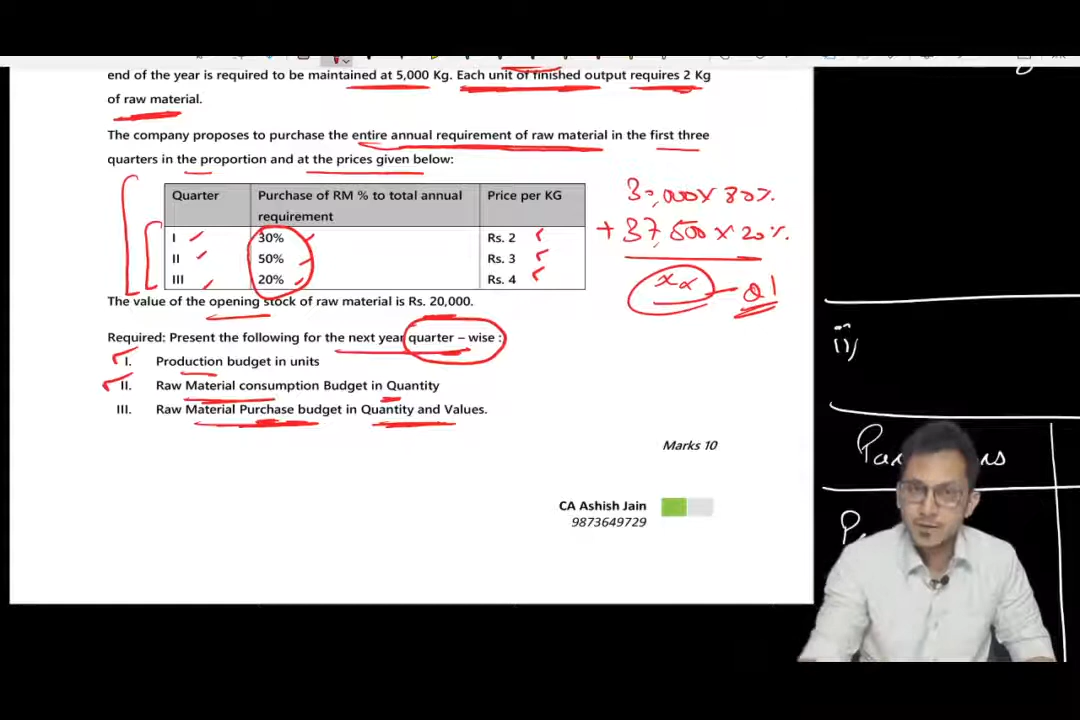 end of the year is required to be maintained at 5,000 Kg. Each unit of finished output requires 2 Kg
of raw material.
The company proposes to purchase the entire annual requirement of raw material in the first three
quarters in the proportion and at the prices given below:
Quarter Purchase of RM % to total annual requirement Price per KG
I 30% Rs. 2
II 50% Rs. 3
III 20% Rs. 4
30,000 x 80%
+ 37,500 x 20%
xx - Q1
The value of the opening stock of raw material is Rs. 20,000.
Required: Present the following for the next year quarter – wise :
I. Production budget in units
II. Raw Material consumption Budget in Quantity
III. Raw Material Purchase budget in Quantity and Values.
Marks 10
CA Ashish Jain
9873649729
ii)